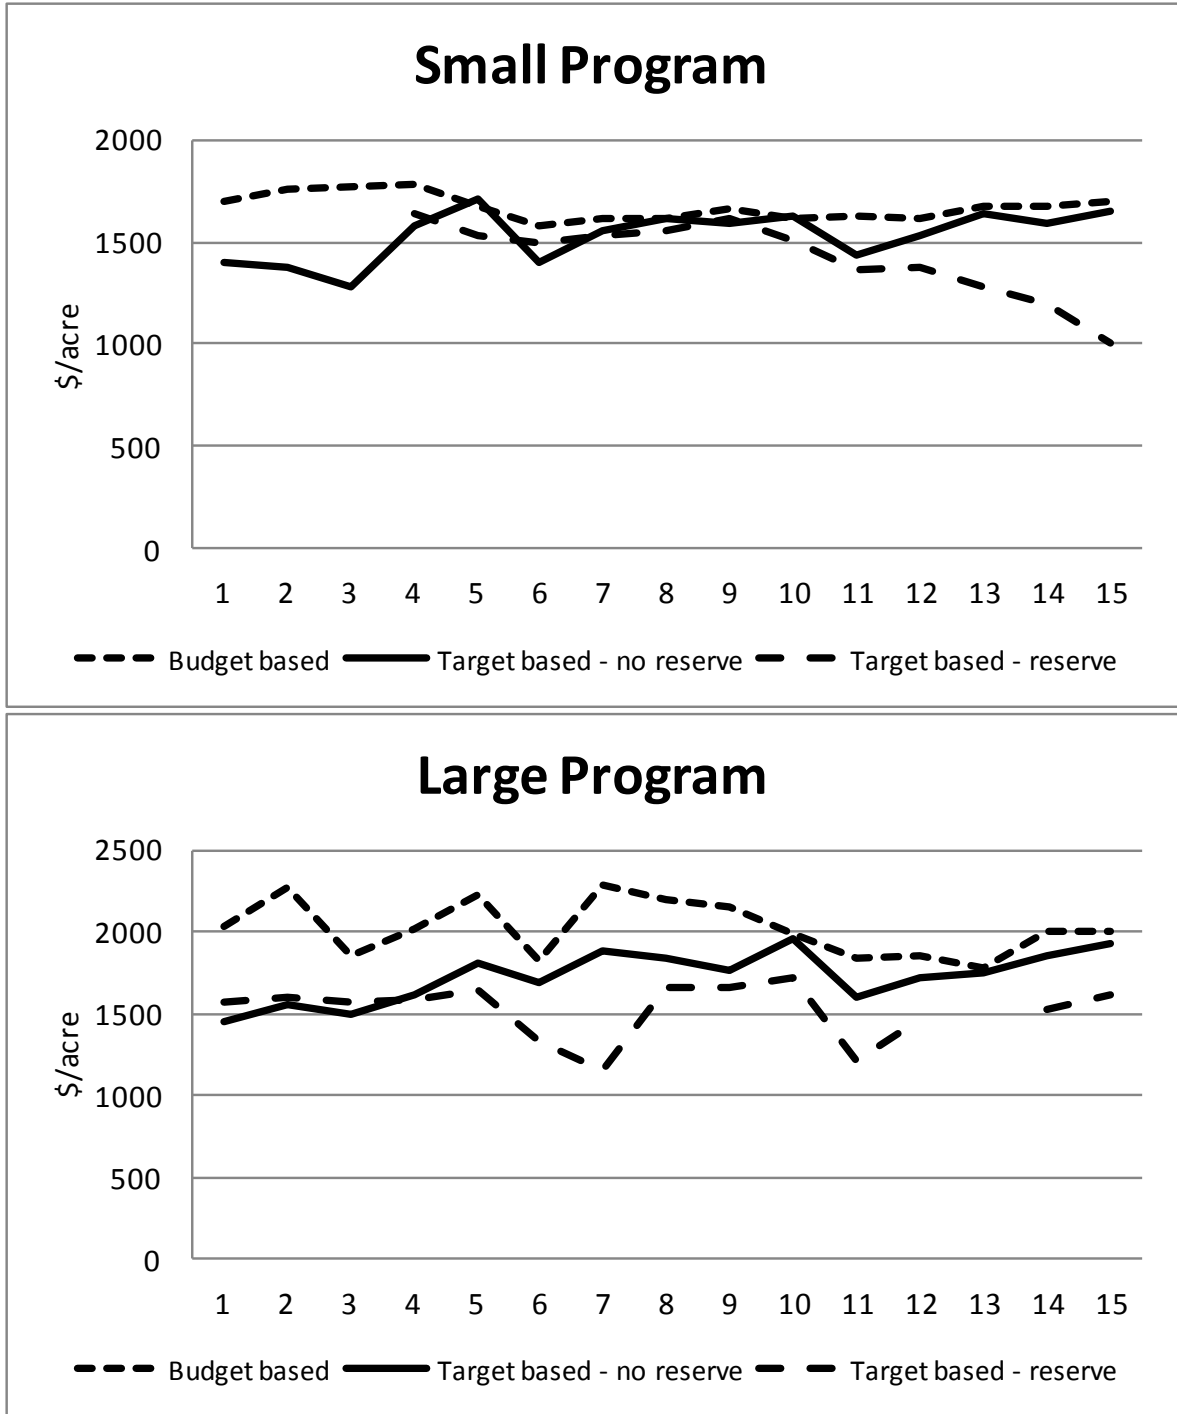 Small Program
2000
1500
1000
500
0
$/acre
1 2 3 4 5 6 7 8 9 10 11 12 13 14 15
Budget based Target based - no reserve Target based - reserve
Large Program
2500
2000
1500
1000
500
0
$/acre
1 2 3 4 5 6 7 8 9 10 11 12 13 14 15
Budget based Target based - no reserve Target based - reserve